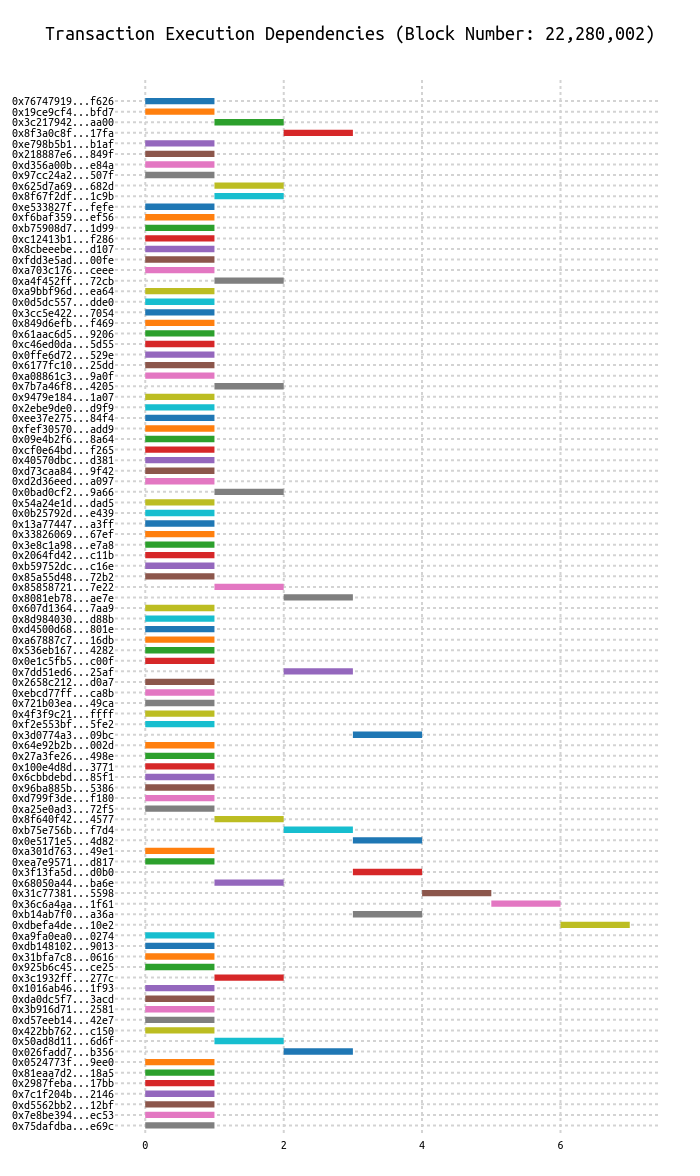 Transaction Execution Dependencies (Block Number: 22,280,002)
0x76747919...f626
0x19ce9cf4...bfd7
0x3c217942...aa00
0x8f3a0c8f...17fa
0xe798b5b1...b1af
0x218887e6...849f
0xd356a00b...e84a
0x97cc24a2...507f
0x625d7a69...682d
0x8f67f2df...1c9b
0xe533827f...fefe
0xf6baf359...ef56
0xb75908d7...1d99
0xc12413b1...f286
0x8cbeeebe...d107
0xfdd3e5ad...00fe
0xa703c176...ceee
0xa4f452ff...72cb
0xa9bbf96d...ea64
0x0d5dc557...dde0
0x3cc5e422...7054
0x849d6efb...f469
0x61aac6d5...9206
0xc46ed0da...5d55
0x0ffe6d72...529e
0x6177fc10...25dd
0xa08861c3...9a0f
0x7b7a46f8...4205
0x9479e184...1a07
0x2ebe9de0...d9f9
0xee37e275...84f4
0xfef30570...add9
0x09e4b2f6...8a64
0xcf0e64bd...f265
0x40570dbc...d381
0xd73caa84...9f42
0xd2d36eed...a097
0x0bad0cf2...9a66
0x54a24e1d...dad5
0x0b25792d...e439
0x13a77447...a3ff
0x33826069...67ef
0x3e8c1a98...e7a8
0x2064fd42...c11b
0xb59752dc...c16e
0x85a55d48...72b2
0x85858721...7e22
0x8081eb78...ae7e
0x607d1364...7aa9
0x8d984030...d88b
0xd4500d68...801e
0xa67887c7...16db
0x536eb167...4282
0x0e1c5fb5...c00f
0x7dd51ed6...25af
0x2658c212...d0a7
0xebcd77ff...ca8b
0x721b03ea...49ca
0x4f3f9c21...ffff
0xf2e553bf...5fe2
0x3d0774a3...09bc
0x64e92b2b...002d
0x27a3fe26...498e
0x100e4d8d...3771
0x6cbbdebd...85f1
0x96ba885b...5386
0xd799f3de...f180
0xa25e0ad3...72f5
0x8f640f42...4577
0xb75e756b...f7d4
0x0e5171e5...4d82
0xa301d763...49e1
0xea7e9571...d817
0x3f13fa5d...d0b0
0x68050a44...ba6e
0x31c77381...5598
0x36c6a4aa...1f61
0xb14ab7f0...a36a
0xdbefa4de...10e2
0xa9fa0ea0...0274
0xdb148102...9013
0x31bfa7c8...0616
0x925b6c45...ce25
0x3c1932ff...277c
0x1016ab46...1f93
0xda0dc5f7...3acd
0x3b916d71...2581
0xd57eeb14...42e7
0x422bb762...c150
0x50ad8d11...6d6f
0x026fadd7...b356
0x0524773f...9ee0
0x81eaa7d2...18a5
0x2987feba...17bb
0x7c1f204b...2146
0xd5562bb2...12bf
0x7e8be394...ec53
0x75dafdba...e69c
0 2 4 6